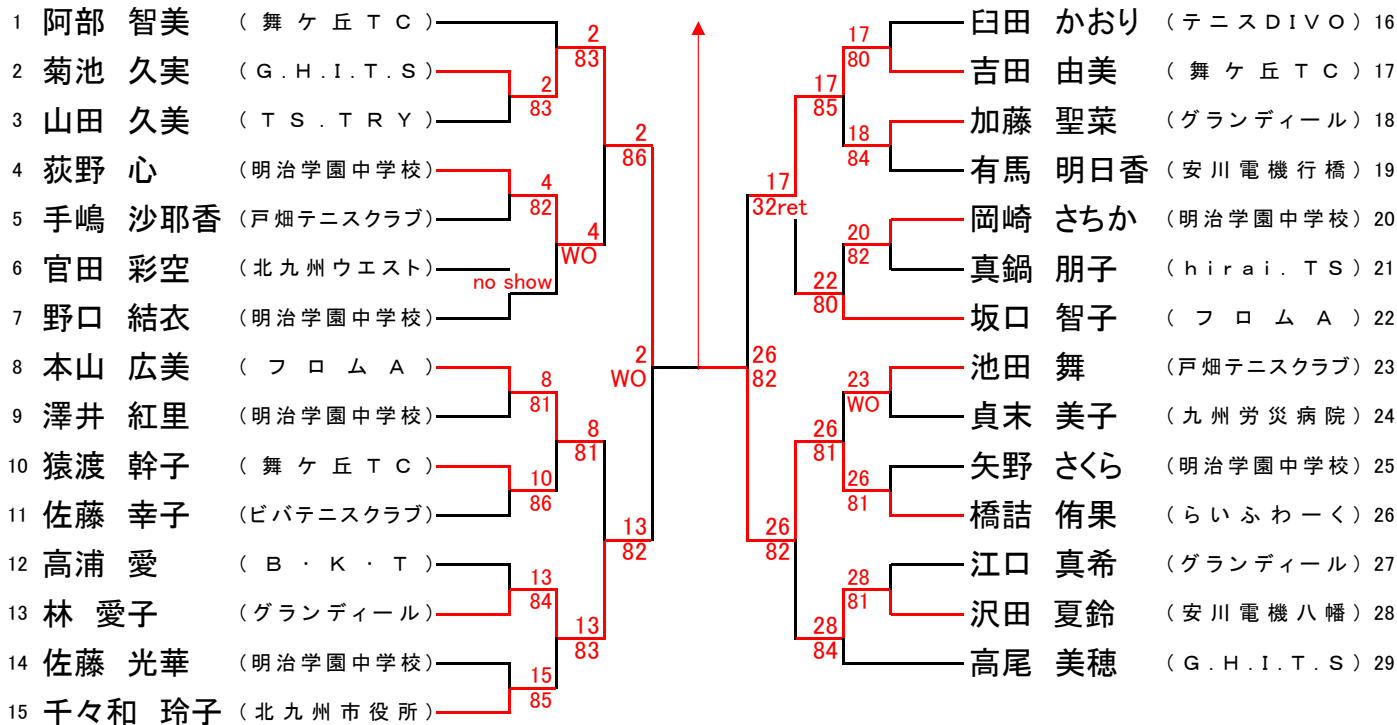 1 阿部 智美 (舞ケ丘TC)
2 菊池 久実 (G.H.I.T.S)
3 山田 久美 (TS.TRY)
4 荻野 心 (明治学園中学校)
5 手嶋 沙耶香 (戸畑テニスクラブ)
6 官田 彩空 (北九州ウエスト)
7 野口 結衣 (明治学園中学校)
8 本山 広美 (フロムA)
9 澤井 紅里 (明治学園中学校)
10 猿渡 幹子 (舞ケ丘TC)
11 佐藤 幸子 (ビバテニスクラブ)
12 高浦 愛 (B・K・T)
13 林 愛子 (グランディール)
14 佐藤 光華 (明治学園中学校)
15 千々和 玲子 (北九州市役所)
2
83
4
82
no show
8
81
10
86
13
84
15
85
2
83
4
WO
8
81
13
83
2
86
13
82
2
WO
26
82
17
32ret
26
82
17
85
22
80
26
81
28
84
17
80
18
84
20
82
23
WO
26
81
28
81
臼田 かおり (テニスDIVO) 16
吉田 由美 (舞ケ丘TC) 17
加藤 聖菜 (グランディール) 18
有馬 明日香 (安川電機行橋) 19
岡崎 さちか (明治学園中学校) 20
真鍋 朋子 (hirai.TS) 21
坂口 智子 (フロムA) 22
池田 舞 (戸畑テニスクラブ) 23
貞末 美子 (九州労災病院) 24
矢野 さくら (明治学園中学校) 25
橋詰 侑果 (らいふわーく) 26
江口 真希 (グランディール) 27
沢田 夏鈴 (安川電機八幡) 28
高尾 美穂 (G.H.I.T.S) 29